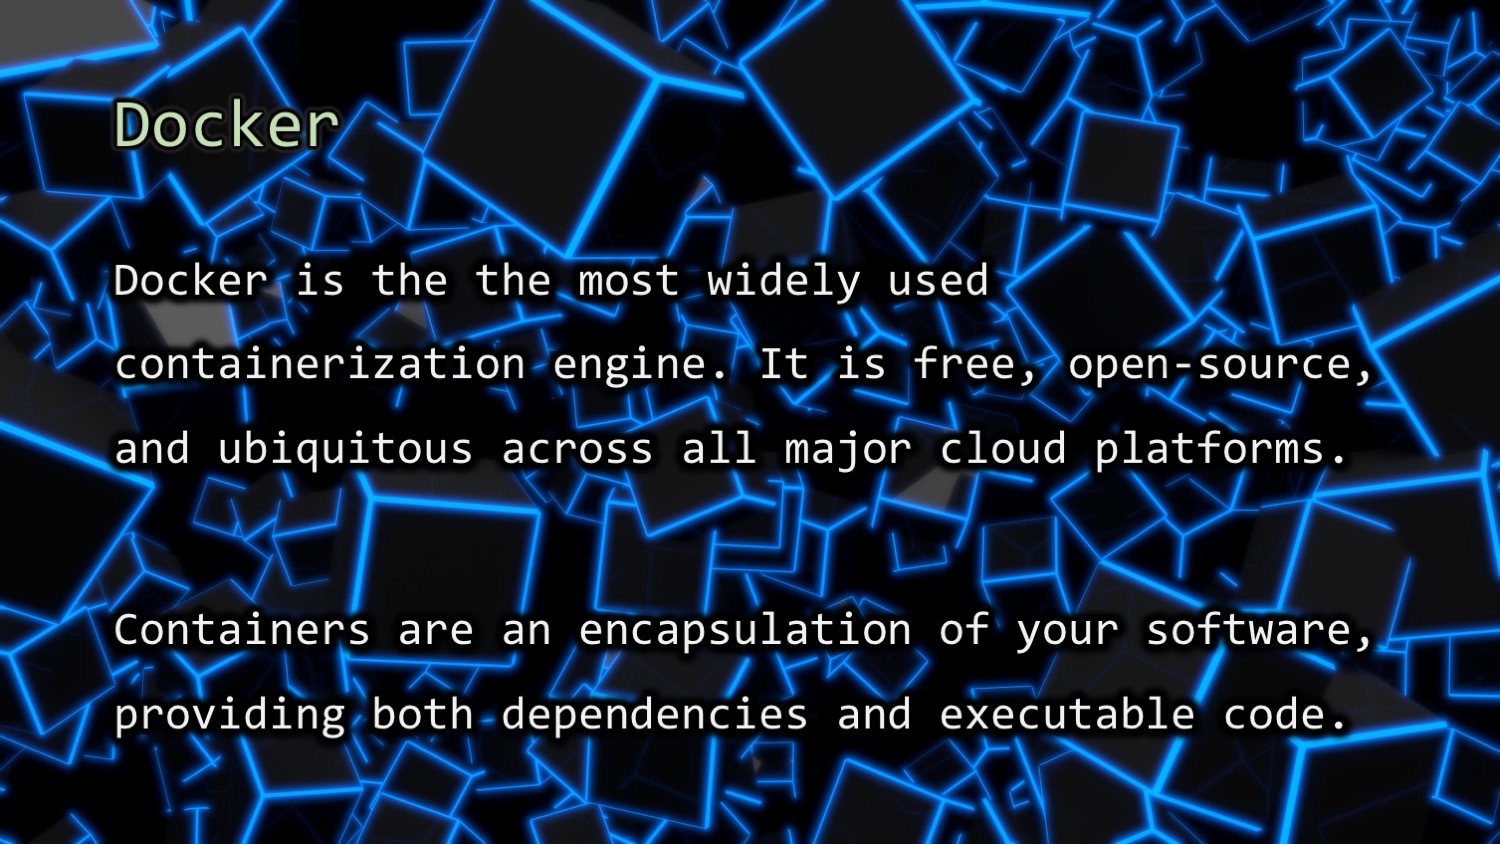 Docker
Docker is the the most widely used
containerization engine. It is free, open-source,
and ubiquitous across all major cloud platforms.
Containers are an encapsulation of your software,
providing both dependencies and executable code.